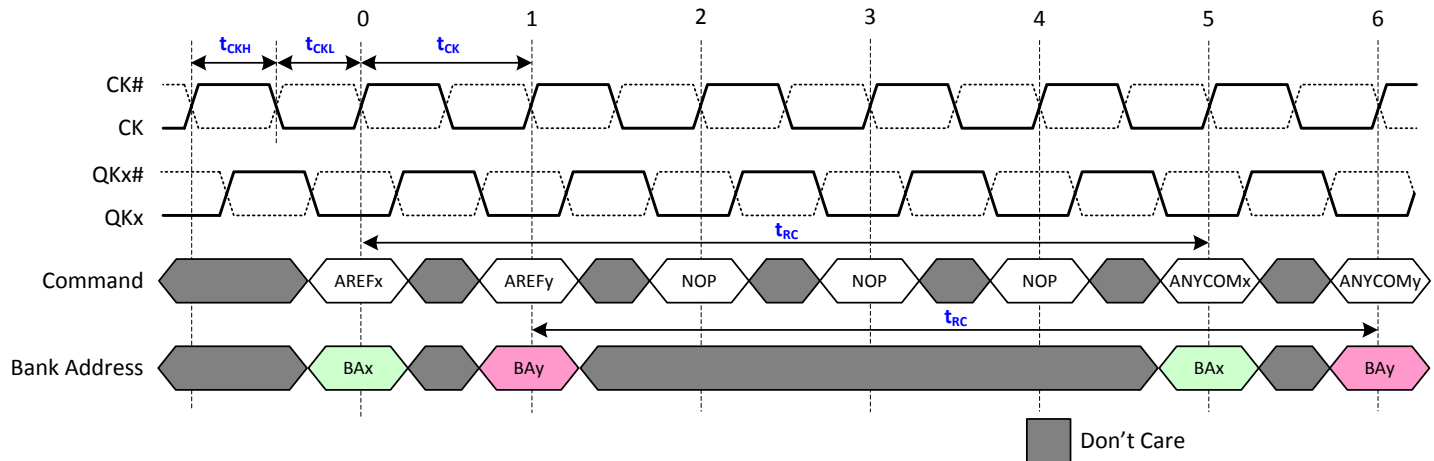 0 1 2 3 4 5 6
tCKH tCKL tCK
CK#
CK
QKx#
QKx
tRC
Command AREFx AREFy NOP NOP NOP ANYCOMx ANYCOMy
tRC
Bank Address BAx BAy BAx BAy
Don't Care